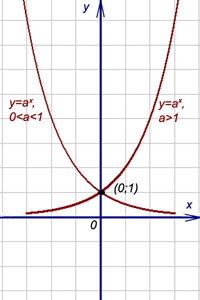 y
y=aˣ,
0<a<1
y=aˣ,
a>1
(0;1)
x
0